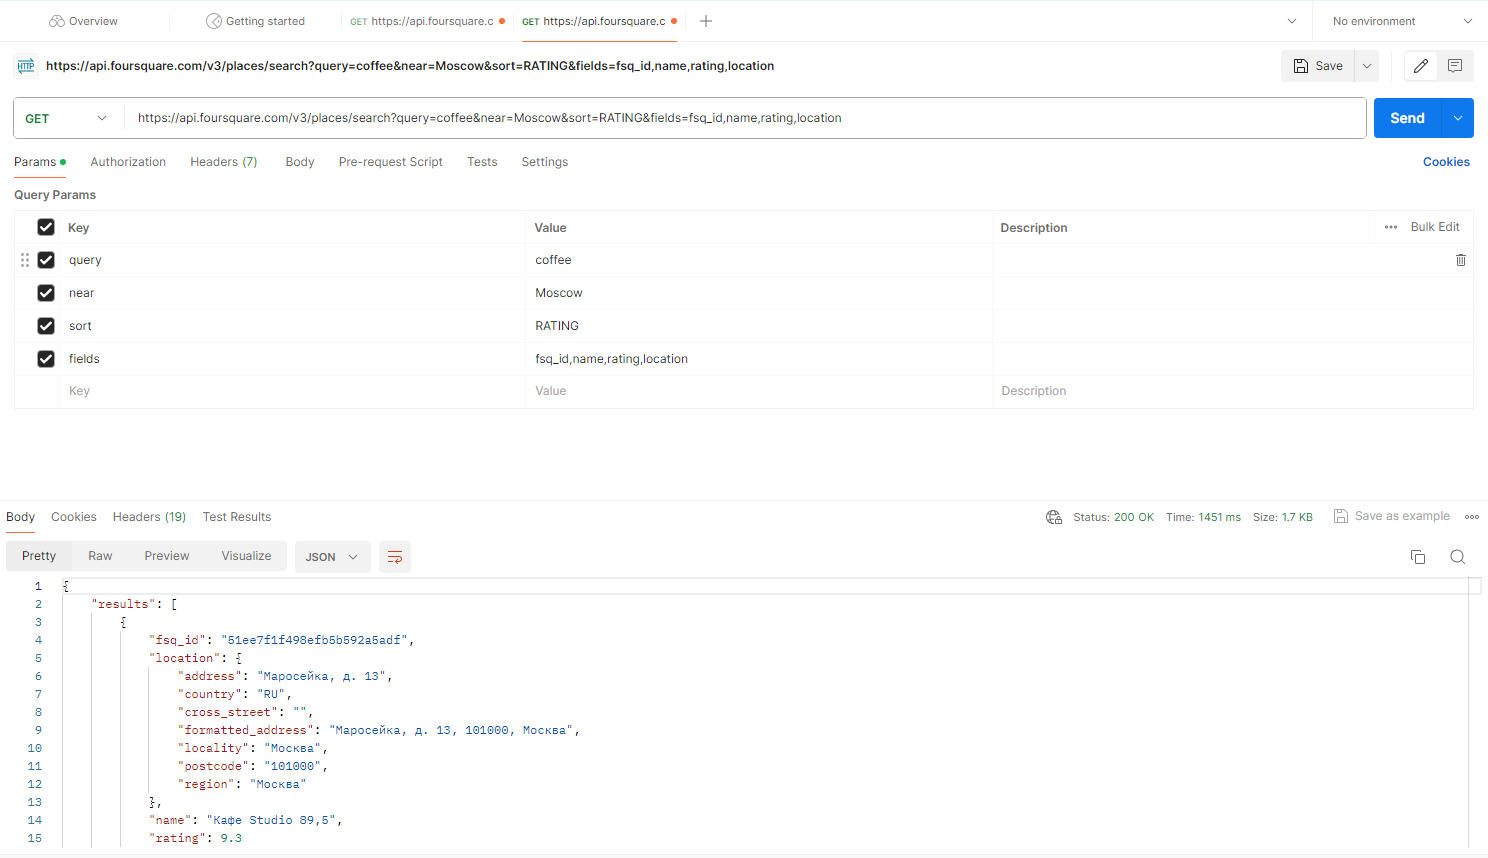 Overview Getting started GET https://api.foursquare.c GET https://api.foursquare.c No environment
HTTP https://api.foursquare.com/v3/places/search?query=coffee&near=Moscow&sort=RATING&fields=fsq_id,name,rating,location Save
GET https://api.foursquare.com/v3/places/search?query=coffee&near=Moscow&sort=RATING&fields=fsq_id,name,rating,location Send
Params Authorization Headers (7) Body Pre-request Script Tests Settings Cookies
Query Params
Key Value Description Bulk Edit
query coffee
near Moscow
sort RATING
fields fsq_id,name,rating,location
Key Value Description
Body Cookies Headers (19) Test Results Status: 200 OK Time: 1451 ms Size: 1.7 KB Save as example
Pretty Raw Preview Visualize JSON
1 {
2 "results": [
3 {
4 "fsq_id": "51ee7f1f498efb5b592a5adf",
5 "location": {
6 "address": "Маросейка, д. 13",
7 "country": "RU",
8 "cross_street": "",
9 "formatted_address": "Маросейка, д. 13, 101000, Москва",
10 "locality": "Москва",
11 "postcode": "101000",
12 "region": "Москва"
13 },
14 "name": "Кафе Studio 89,5",
15 "rating": 9.3